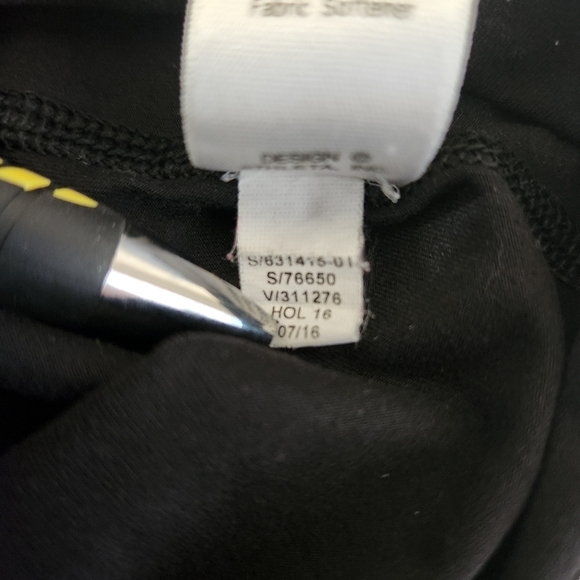 Fabric Softener
DESIGN ©
S/631415-01
S/76650
V/311276
HOL 16
07/16